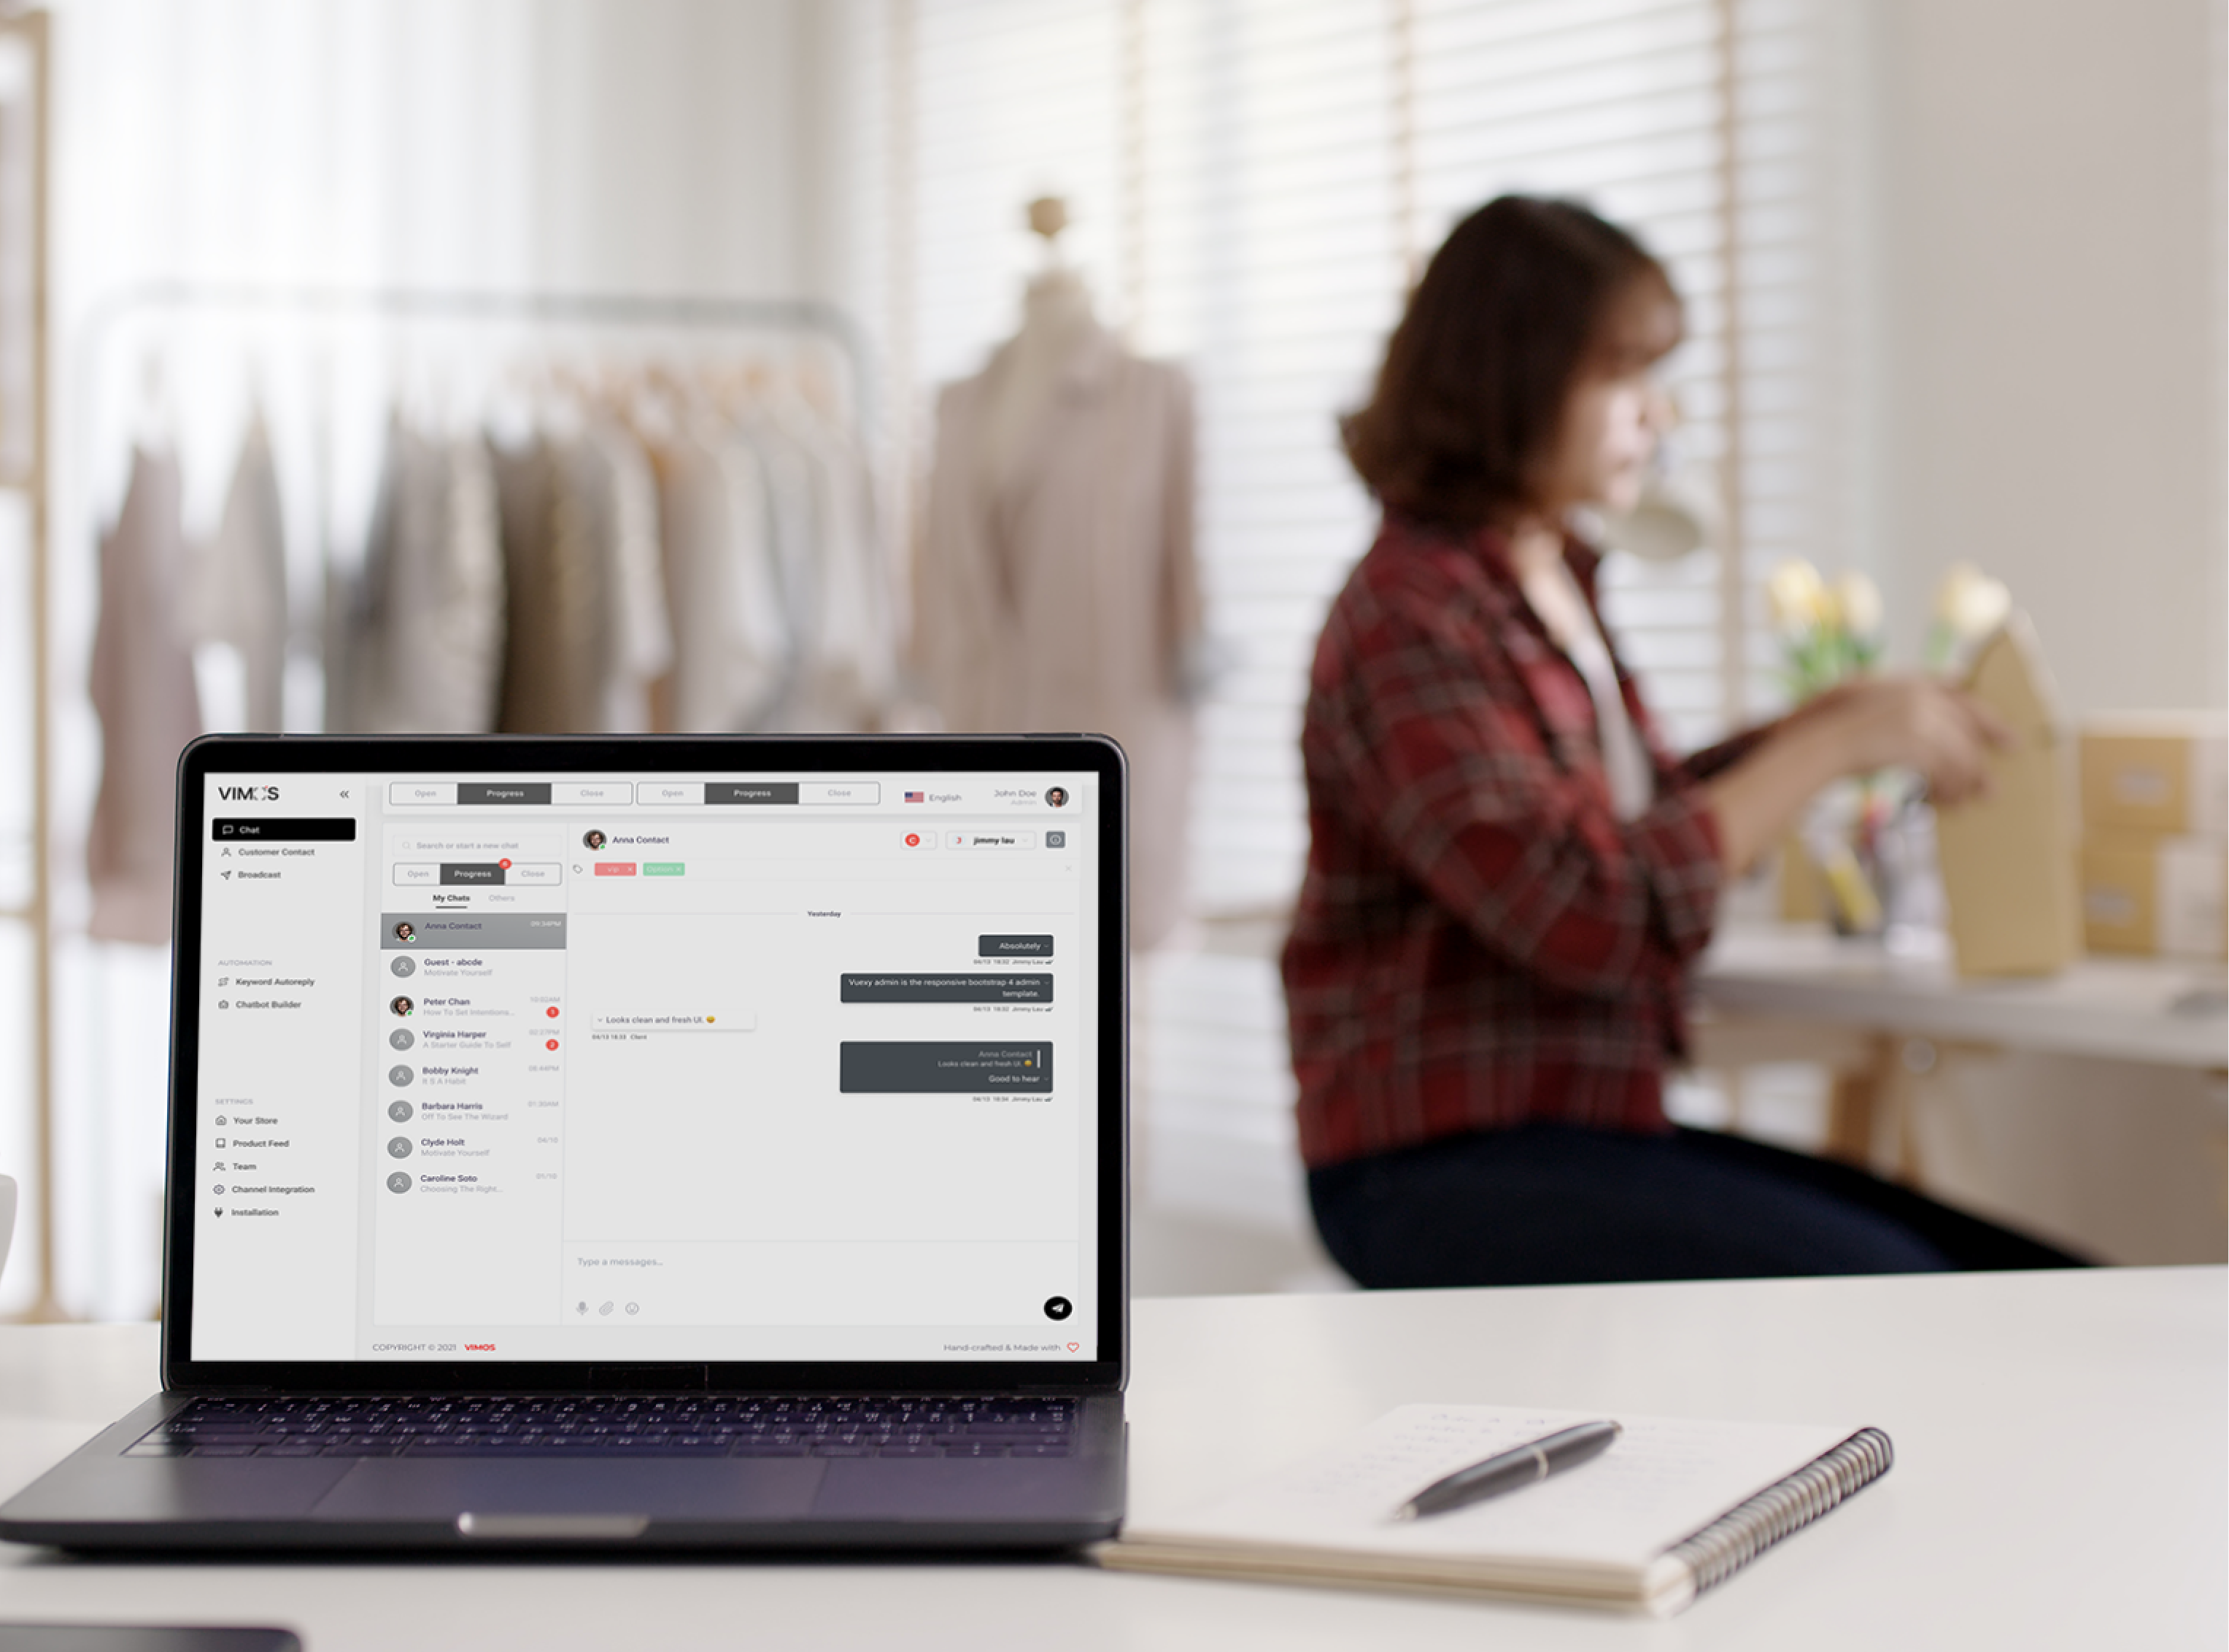 VIMOS
Open Progress Close Open Progress Close
English
John Doe
Admin
Chat
Customer Contact
Broadcast
AUTOMATION
Keyword Autoreply
Chatbot Builder
SETTINGS
Your Store
Product Feed
Team
Channel Integration
Installation
Search or start a new chat
Open Progress Close
My Chats Others
Anna Contact 09:34PM
Guest - abcde
Motivate Yourself
Peter Chan 10:02AM
How To Set Intentions... 1
Virginia Harper 02:27PM
A Starter Guide To Self 2
Bobby Knight 08:44PM
It S A Habit
Barbara Harris 01:30AM
Off To See The Wizard
Clyde Holt 04/10
Motivate Yourself
Caroline Soto 01/10
Choosing The Right...
Anna Contact
C
J jimmy lau
vip × Option ×
Yesterday
Absolutely
04/13 18:32 Jimmy Lau
Vuexy admin is the responsive bootstrap 4 admin
template.
04/13 18:32 Jimmy Lau
Looks clean and fresh UI. 😀
04/13 18:33 Client
Anna Contact
Looks clean and fresh UI. 😀
Good to hear
04/13 18:34 Jimmy Lau
Type a messages...
COPYRIGHT © 2021 VIMOS
Hand-crafted & Made with